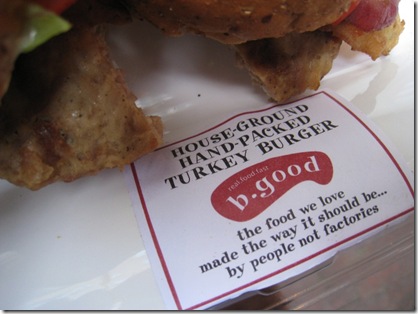 HOUSE-GROUND
HAND-PACKED
TURKEY BURGER
real food fast
b.good
the food we love
made the way it should be...
by people not factories